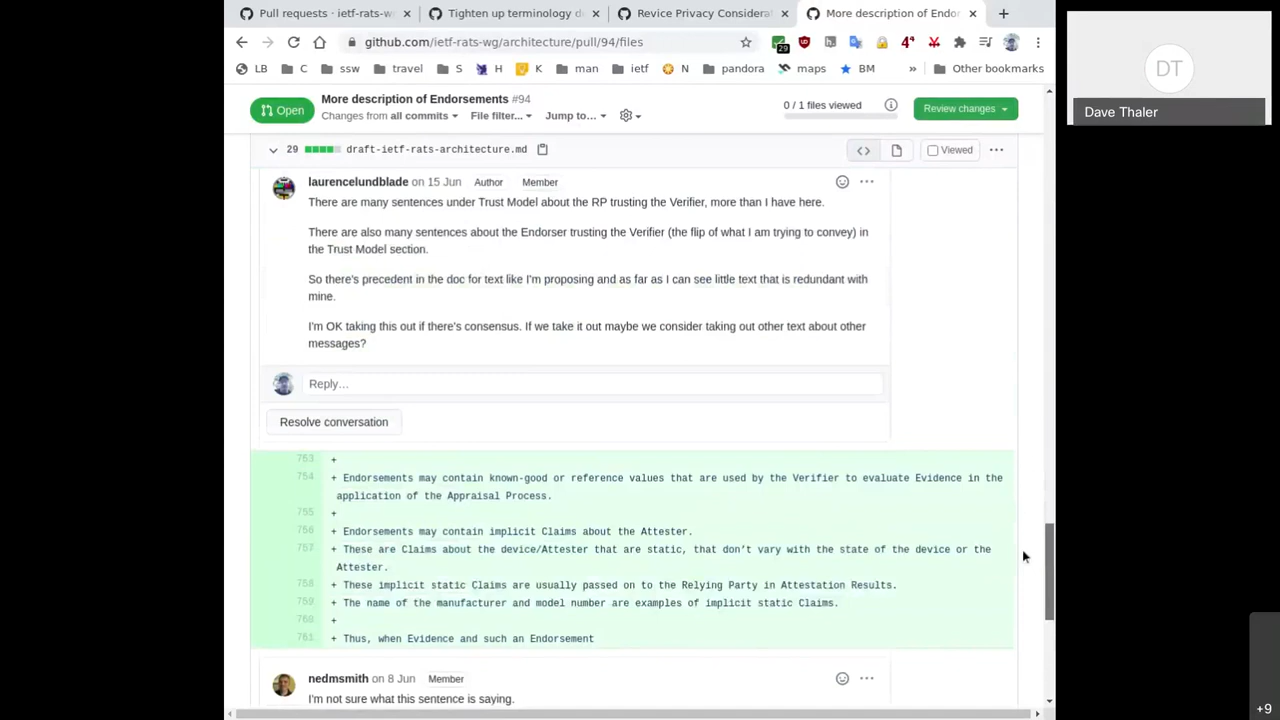 Pull requests · ietf-rats-w
Tighten up terminology d
Revice Privacy Considera
More description of Endor
github.com/ietf-rats-wg/architecture/pull/94/files
29
4⁴
LB
C
ssw
travel
S
H
K
man
ietf
N
pandora
maps
BM
»
Other bookmarks
Open
More description of Endorsements #94
Changes from all commits
File filter...
Jump to...
0 / 1 files viewed
Review changes
29
draft-ietf-rats-architecture.md
<>
Viewed
laurencelundblade on 15 Jun Author Member
There are many sentences under Trust Model about the RP trusting the Verifier, more than I have here.
There are also many sentences about the Endorser trusting the Verifier (the flip of what I am trying to convey) in
the Trust Model section.
So there's precedent in the doc for text like I'm proposing and as far as I can see little text that is redundant with
mine.
I'm OK taking this out if there's consensus. If we take it out maybe we consider taking out other text about other
messages?
Reply...
Resolve conversation
753 +
754 + Endorsements may contain known-good or reference values that are used by the Verifier to evaluate Evidence in the
application of the Appraisal Process.
755 +
756 + Endorsements may contain implicit Claims about the Attester.
757 + These are Claims about the device/Attester that are static, that don't vary with the state of the device or the
Attester.
758 + These implicit static Claims are usually passed on to the Relying Party in Attestation Results.
759 + The name of the manufacturer and model number are examples of implicit static Claims.
760 +
761 + Thus, when Evidence and such an Endorsement
nedmsmith on 8 Jun Member
I'm not sure what this sentence is saying.
DT
Dave Thaler
+9